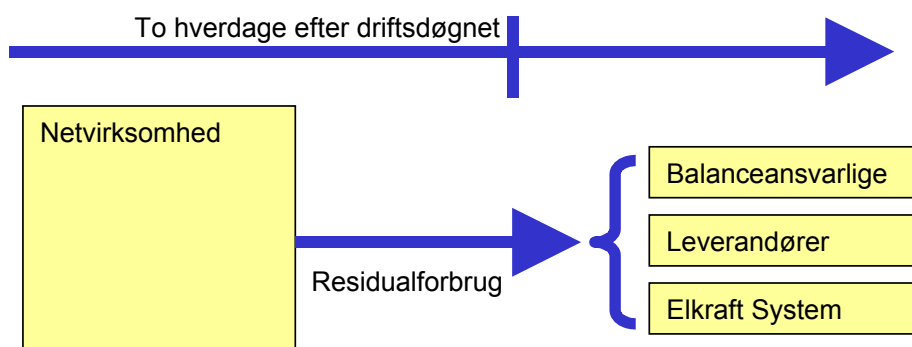 To hverdage efter driftsdøgnet
Netvirksomhed
Residualforbrug
Balanceansvarlige
Leverandører
Elkraft System